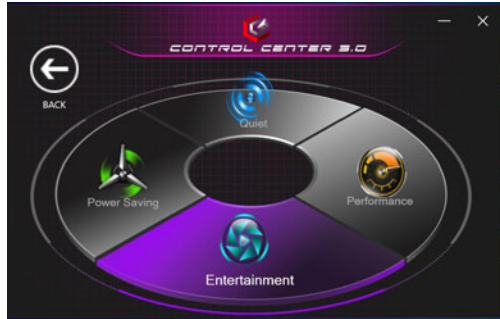 CONTROL CENTER 3.0
BACK
Quiet
Power Saving
Performance
Entertainment